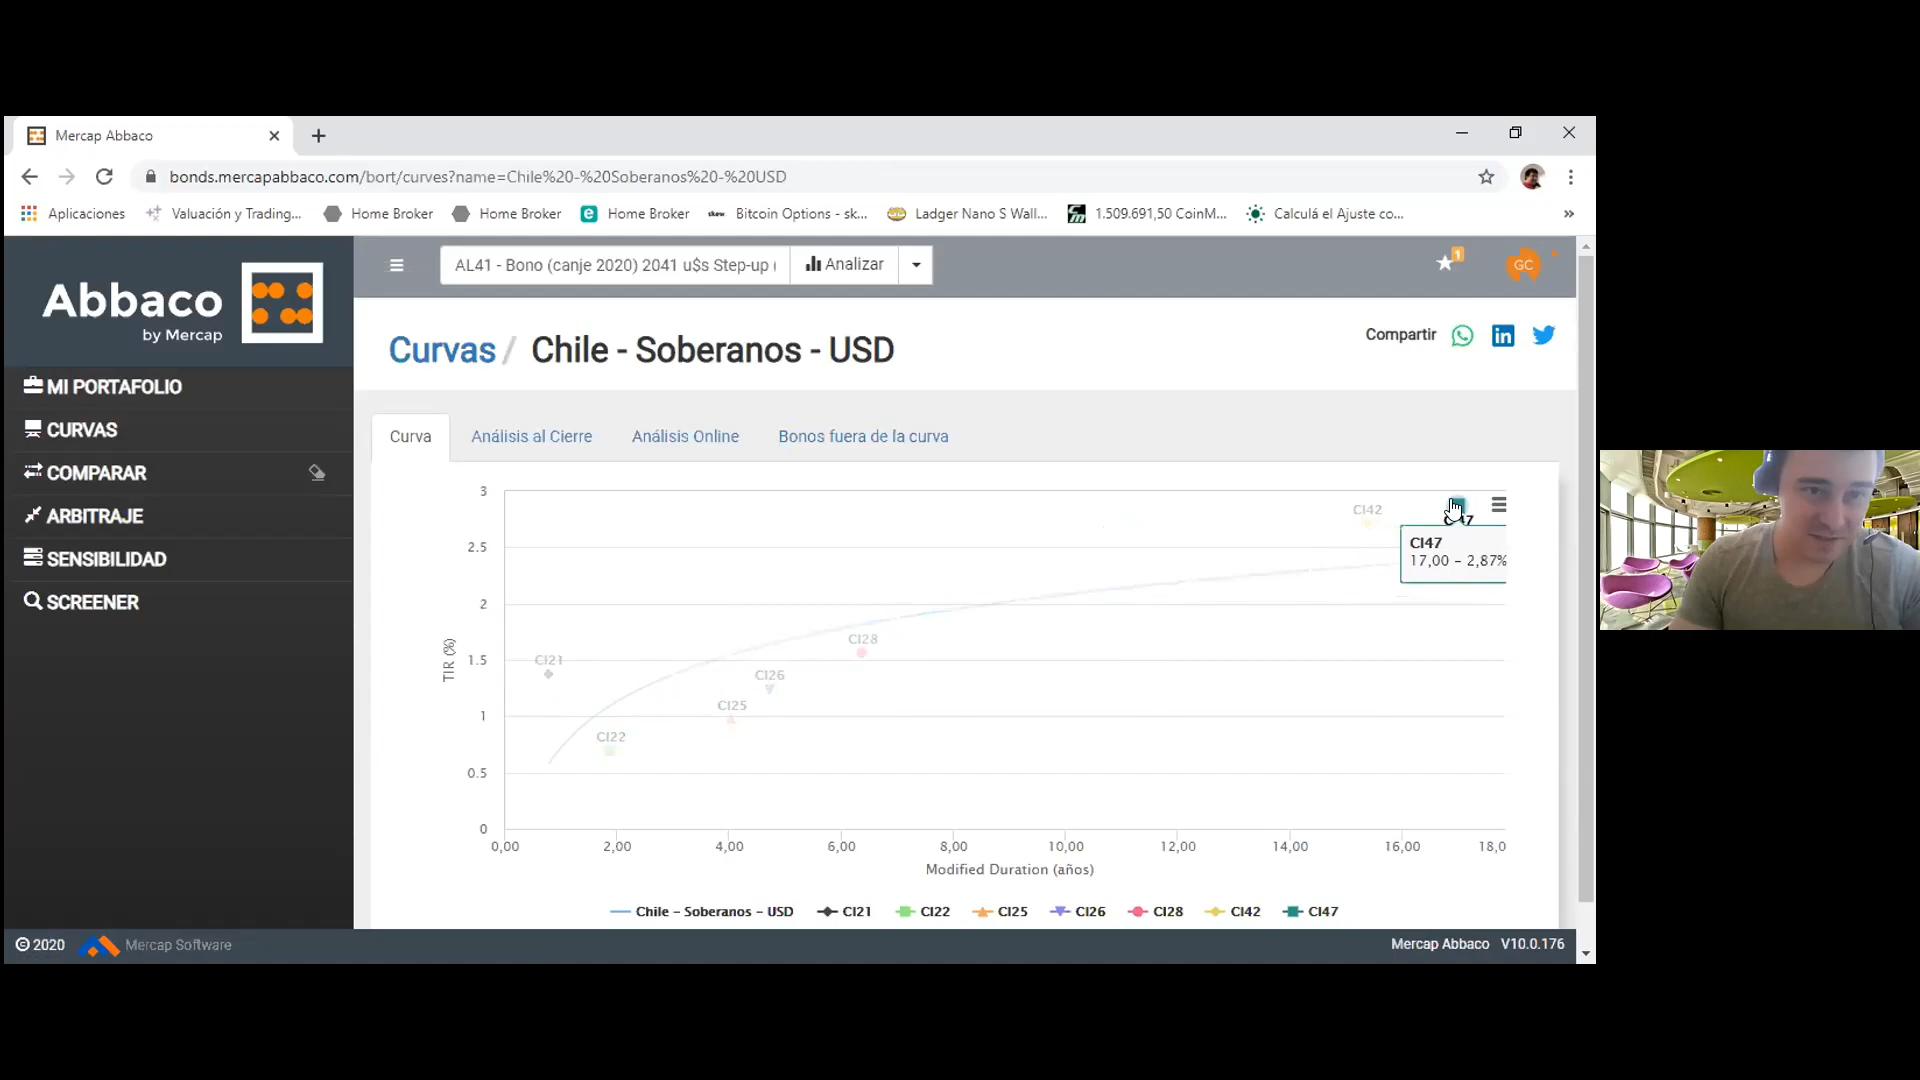 Mercap Abbaco
bonds.mercapabbaco.com/bort/curves?name=Chile%20-%20Soberanos%20-%20USD
Aplicaciones
Valuación y Trading...
Home Broker
Home Broker
Home Broker
skew
Bitcoin Options - sk...
Ladger Nano S Wall...
1.509.691,50 CoinM...
Calculá el Ajuste co...
»
Abbaco
by Mercap
AL41 - Bono (canje 2020) 2041 u$s Step-up (
Analizar
1
GC
MI PORTAFOLIO
CURVAS
COMPARAR
ARBITRAJE
SENSIBILIDAD
SCREENER
Curvas / Chile - Soberanos - USD
Compartir
Curva
Análisis al Cierre
Análisis Online
Bonos fuera de la curva
3
2.5
2
1.5
1
0.5
0
TIR (%)
CI21
CI22
CI25
CI26
CI28
CI42
CI47
17,00 – 2,87%
0,00
2,00
4,00
6,00
8,00
10,00
12,00
14,00
16,00
18,0
Modified Duration (años)
Chile – Soberanos – USD
CI21
CI22
CI25
CI26
CI28
CI42
CI47
© 2020
Mercap Software
Mercap Abbaco V10.0.176